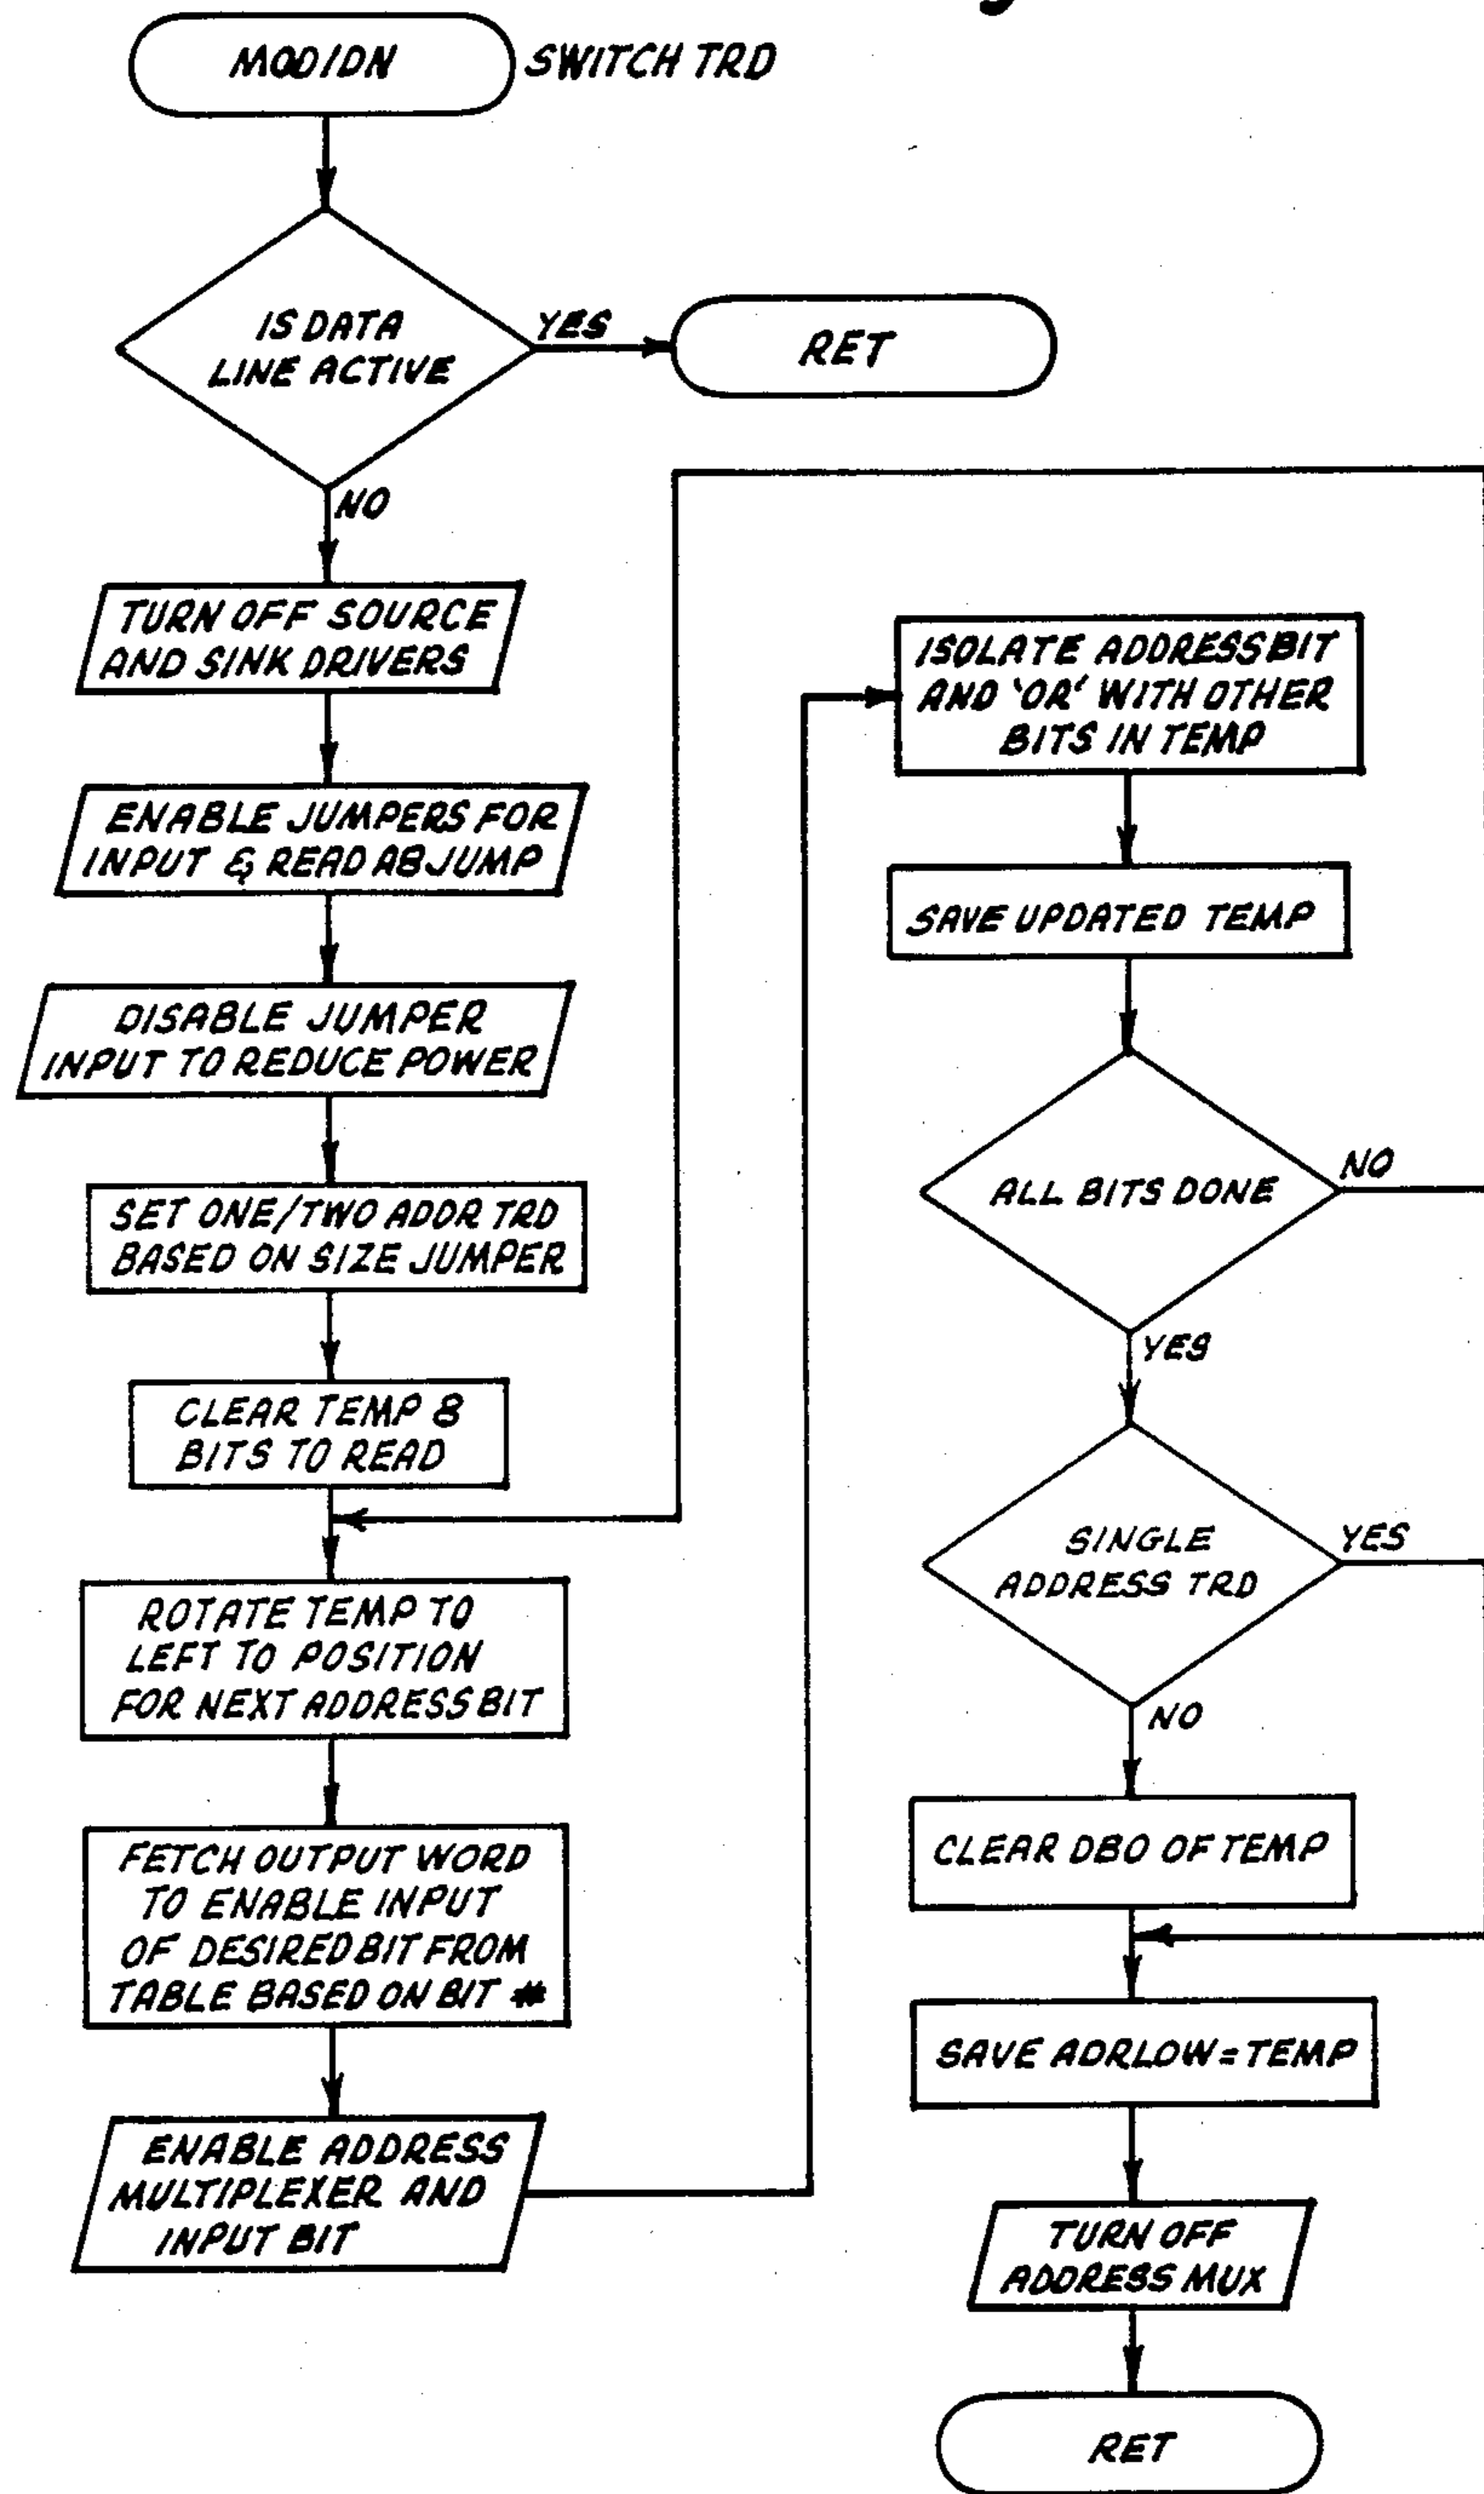 MODIDN
SWITCH TRD
IS DATA
LINE ACTIVE
YES
RET
NO
TURN OFF SOURCE
AND SINK DRIVERS
ENABLE JUMPERS FOR
INPUT & READ ABJUMP
DISABLE JUMPER
INPUT TO REDUCE POWER
SET ONE/TWO ADDR TRD
BASED ON SIZE JUMPER
CLEAR TEMP 8
BITS TO READ
ROTATE TEMP TO
LEFT TO POSITION
FOR NEXT ADDRESS BIT
FETCH OUTPUT WORD
TO ENABLE INPUT
OF DESIRED BIT FROM
TABLE BASED ON BIT #
ENABLE ADDRESS
MULTIPLEXER AND
INPUT BIT
ISOLATE ADDRESS BIT
AND 'OR' WITH OTHER
BITS IN TEMP
SAVE UPDATED TEMP
ALL BITS DONE
NO
YES
SINGLE
ADDRESS TRD
YES
NO
CLEAR DBO OF TEMP
SAVE ADRLOW = TEMP
TURN OFF
ADDRESS MUX
RET